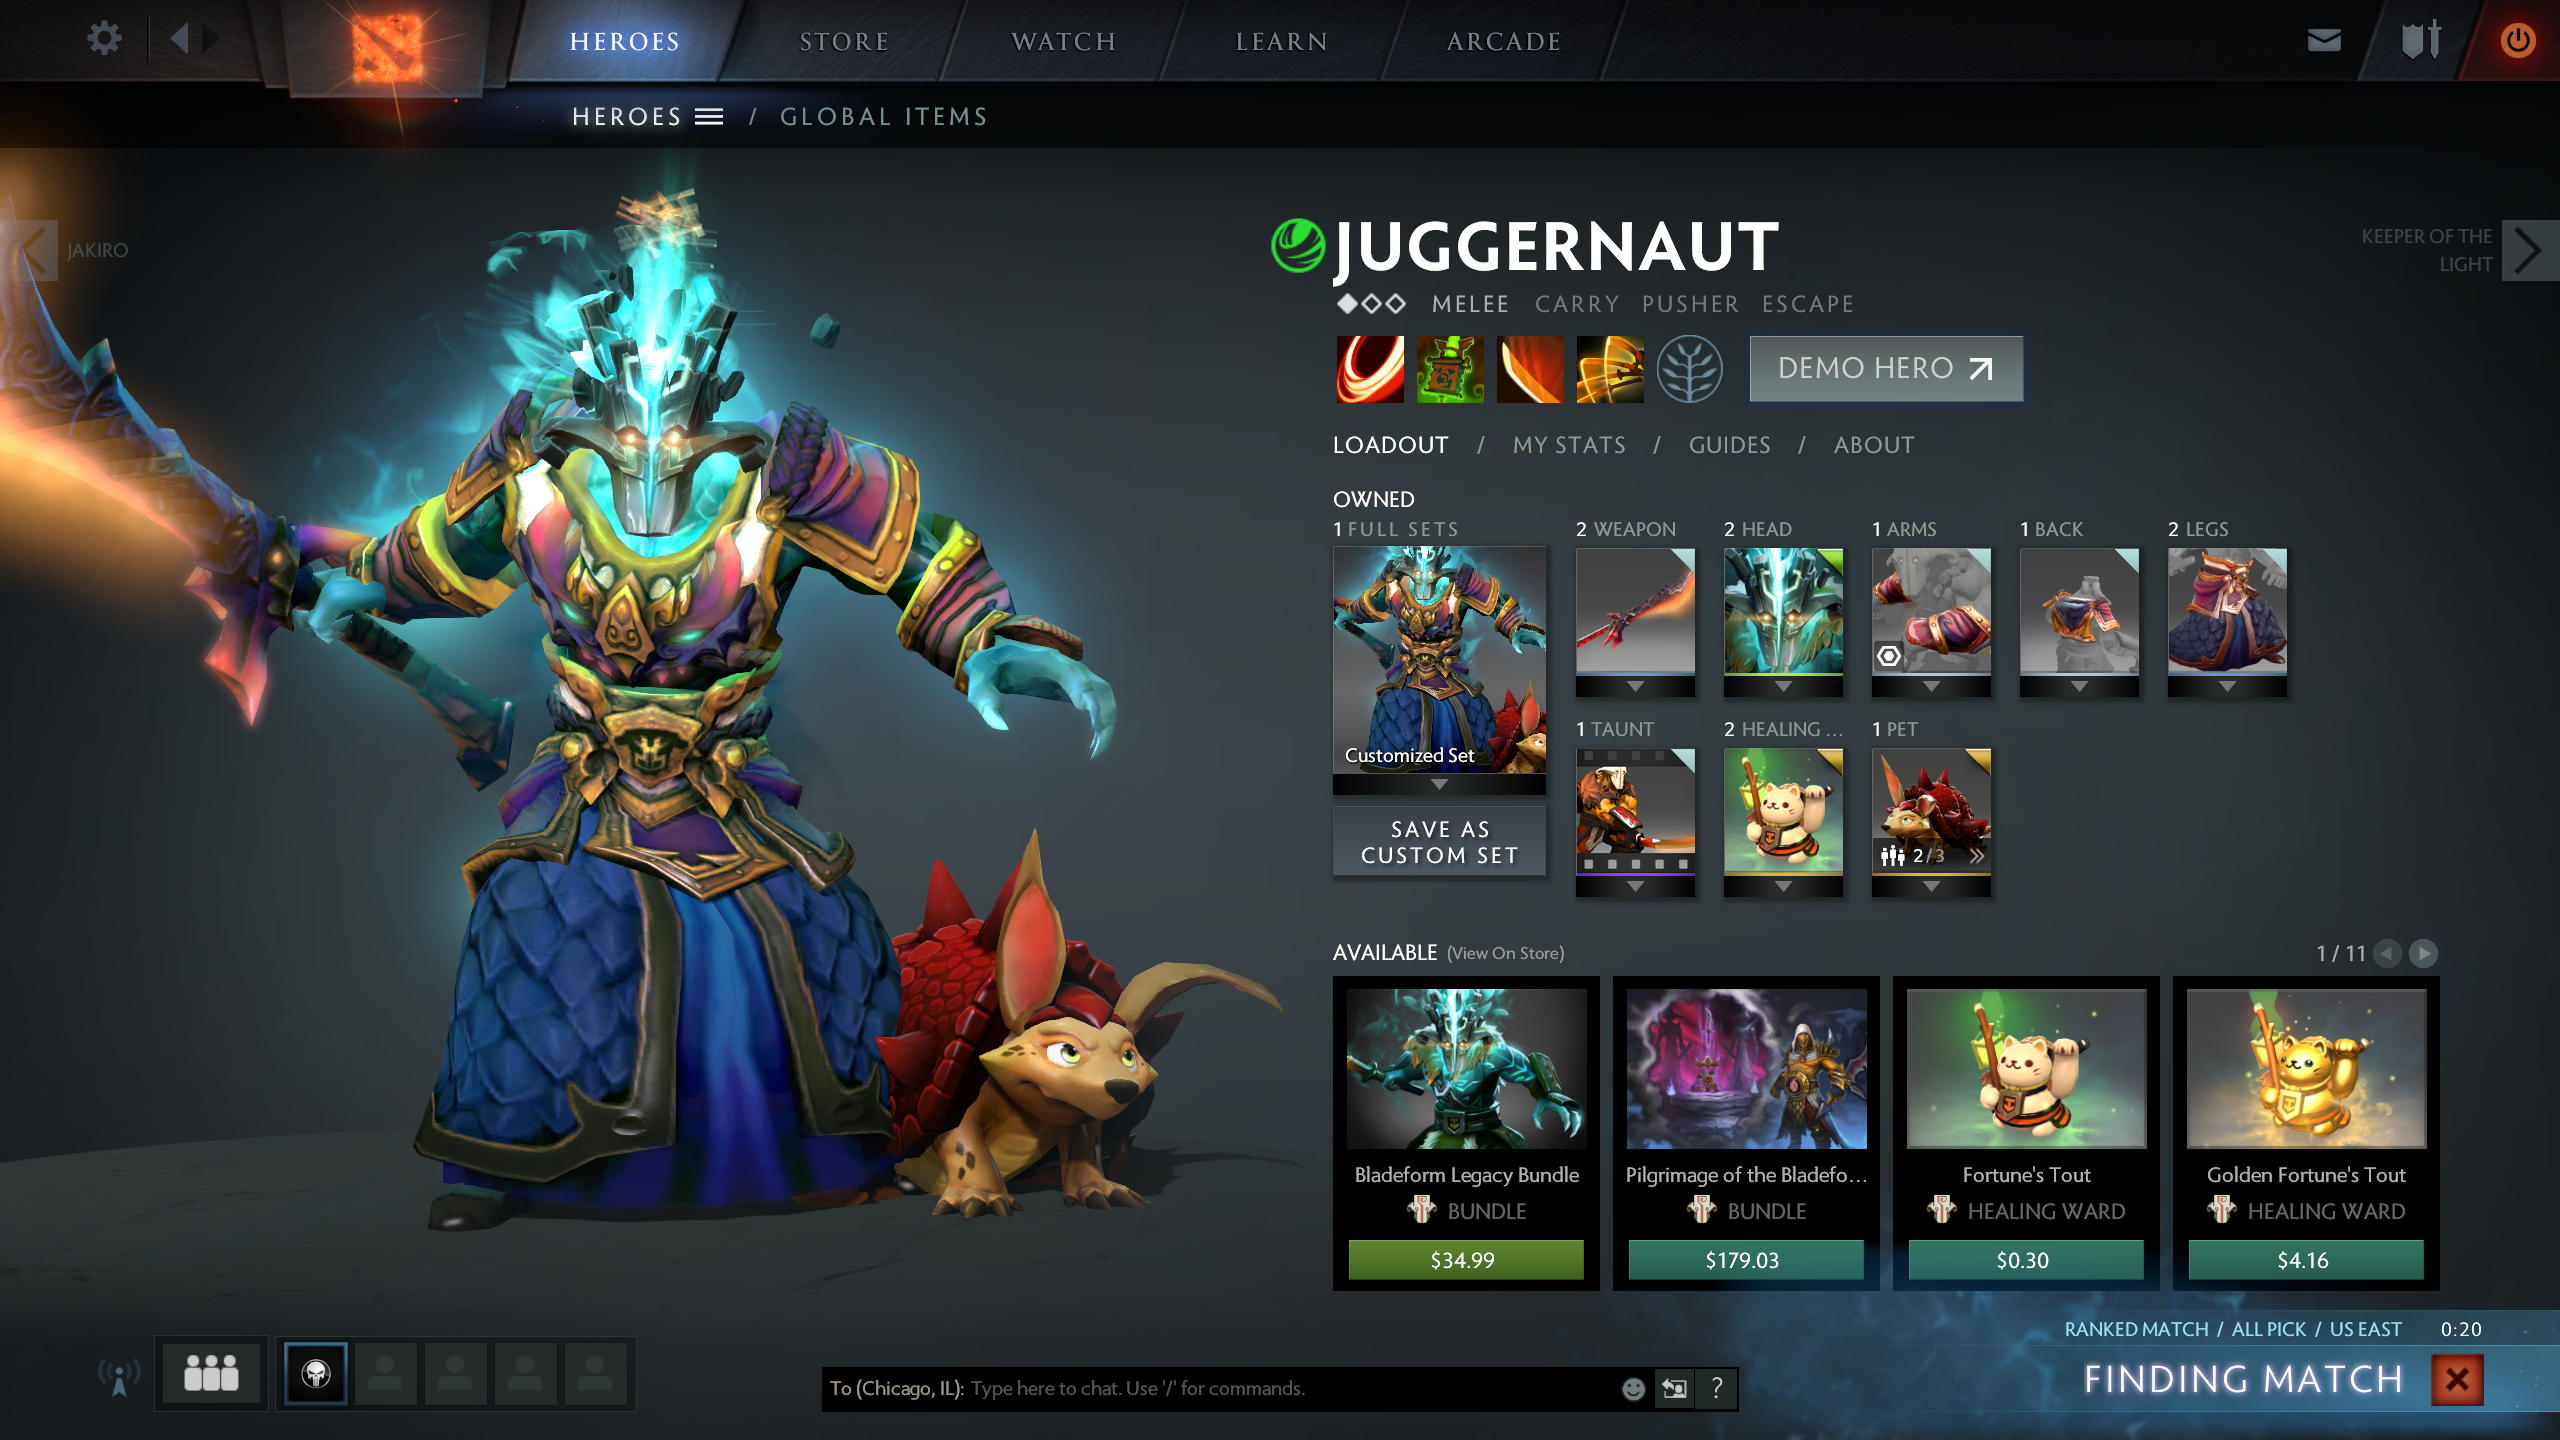 HEROES
STORE
WATCH
LEARN
ARCADE
HEROES / GLOBAL ITEMS
JAKIRO
KEEPER OF THE
LIGHT
JUGGERNAUT
MELEE CARRY PUSHER ESCAPE
DEMO HERO
LOADOUT / MY STATS / GUIDES / ABOUT
OWNED
1 FULL SETS
2 WEAPON
2 HEAD
1 ARMS
1 BACK
2 LEGS
Customized Set
SAVE AS
CUSTOM SET
1 TAUNT
2 HEALING ...
1 PET
2/3
AVAILABLE (View On Store)
1 / 11
Bladeform Legacy Bundle
BUNDLE
$34.99
Pilgrimage of the Bladefo...
BUNDLE
$179.03
Fortune's Tout
HEALING WARD
$0.30
Golden Fortune's Tout
HEALING WARD
$4.16
RANKED MATCH / ALL PICK / US EAST 0:20
FINDING MATCH
To (Chicago, IL): Type here to chat. Use '/' for commands.
?